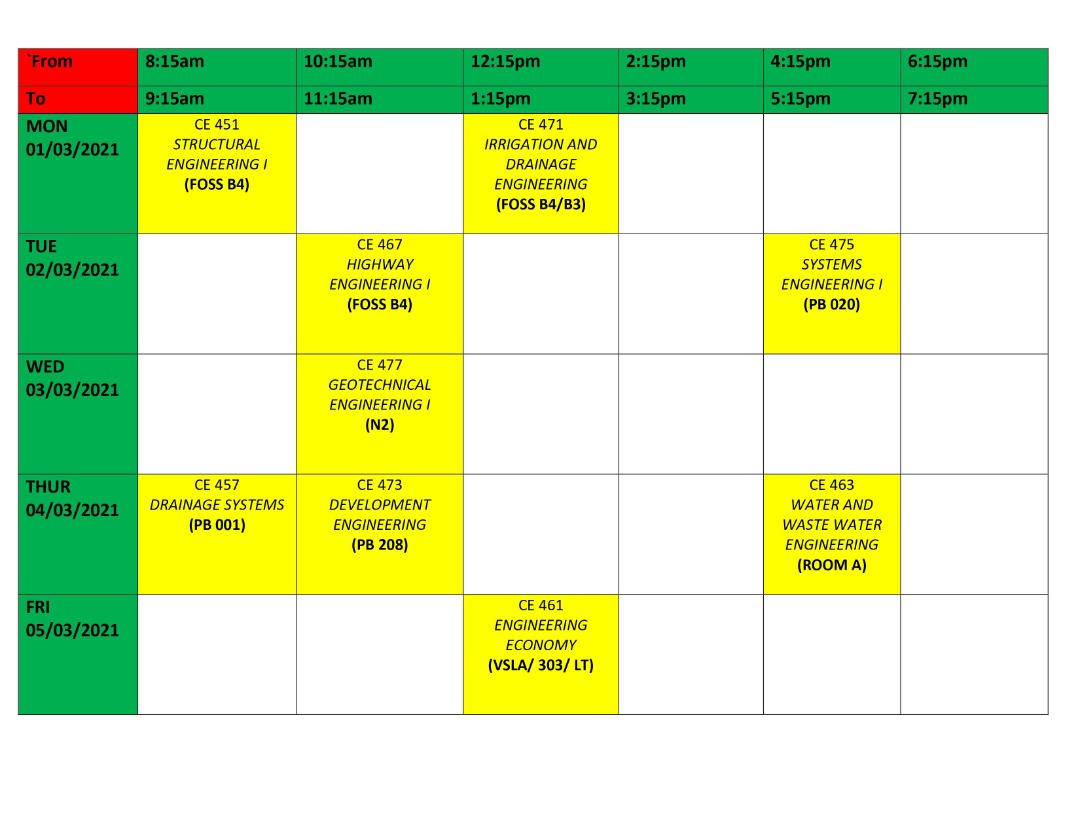 `From 8:15am 10:15am 12:15pm 2:15pm 4:15pm 6:15pm
To 9:15am 11:15am 1:15pm 3:15pm 5:15pm 7:15pm
MON
01/03/2021
CE 451
STRUCTURAL
ENGINEERING I
(FOSS B4)
CE 471
IRRIGATION AND
DRAINAGE
ENGINEERING
(FOSS B4/B3)
TUE
02/03/2021
CE 467
HIGHWAY
ENGINEERING I
(FOSS B4)
CE 475
SYSTEMS
ENGINEERING I
(PB 020)
WED
03/03/2021
CE 477
GEOTECHNICAL
ENGINEERING I
(N2)
THUR
04/03/2021
CE 457
DRAINAGE SYSTEMS
(PB 001)
CE 473
DEVELOPMENT
ENGINEERING
(PB 208)
CE 463
WATER AND
WASTE WATER
ENGINEERING
(ROOM A)
FRI
05/03/2021
CE 461
ENGINEERING
ECONOMY
(VSLA/ 303/ LT)